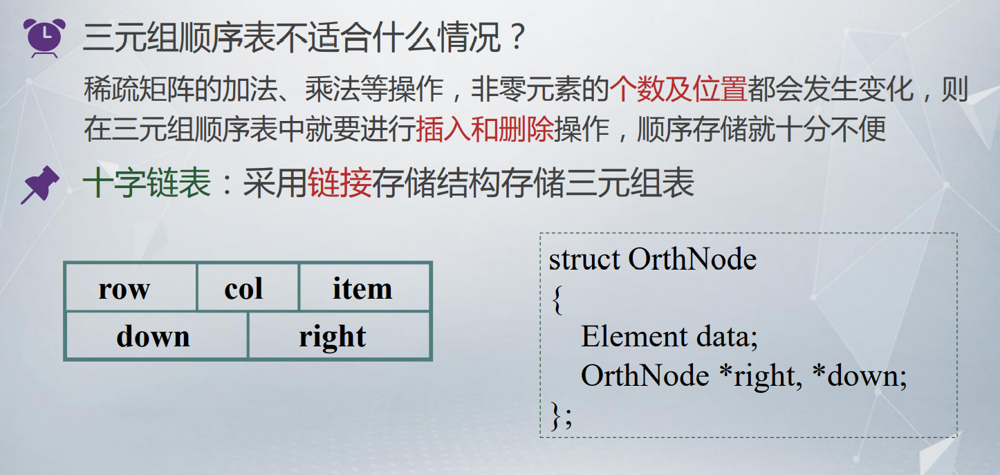 三元组顺序表不适合什么情况？
稀疏矩阵的加法、乘法等操作，非零元素的个数及位置都会发生变化，则
在三元组顺序表中就要进行插入和删除操作，顺序存储就十分不便
十字链表：采用链接存储结构存储三元组表
row col item
down right
struct OrthNode
{
Element data;
OrthNode *right, *down;
};